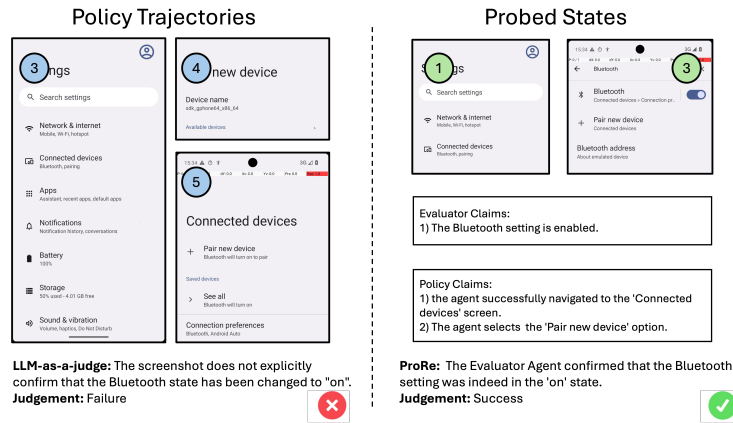 Policy Trajectories
3
ngs
Search settings
Network & internet
Mobile, Wi-Fi, hotspot
Connected devices
Bluetooth, pairing
Apps
Assistant, recent apps, default apps
Notifications
Notification history, conversations
Battery
100%
Storage
50% used - 4.01 GB free
Sound & vibration
Volume, haptics, Do Not Disturb
4
new device
Device name
sdk_gphone64_x86_64
Available devices
5
15:34
3G
Connected devices
Pair new device
Bluetooth will turn on to pair
Saved devices
See all
Bluetooth will turn on
Connection preferences
Bluetooth, Android Auto
LLM-as-a-judge: The screenshot does not explicitly
confirm that the Bluetooth state has been changed to "on".
Judgement: Failure
Probed States
1
S gs
Search settings
Network & internet
Mobile, Wi-Fi, hotspot
Connected devices
Bluetooth, pairing
15:34
3G
3
Bluetooth
Bluetooth
Connected devices > Connection pr..
Pair new device
Connected devices
Bluetooth address
About emulated device
Evaluator Claims:
1) The Bluetooth setting is enabled.
Policy Claims:
1) the agent successfully navigated to the 'Connected
devices' screen.
2) The agent selects the 'Pair new device' option.
ProRe: The Evaluator Agent confirmed that the Bluetooth
setting was indeed in the 'on' state.
Judgement: Success